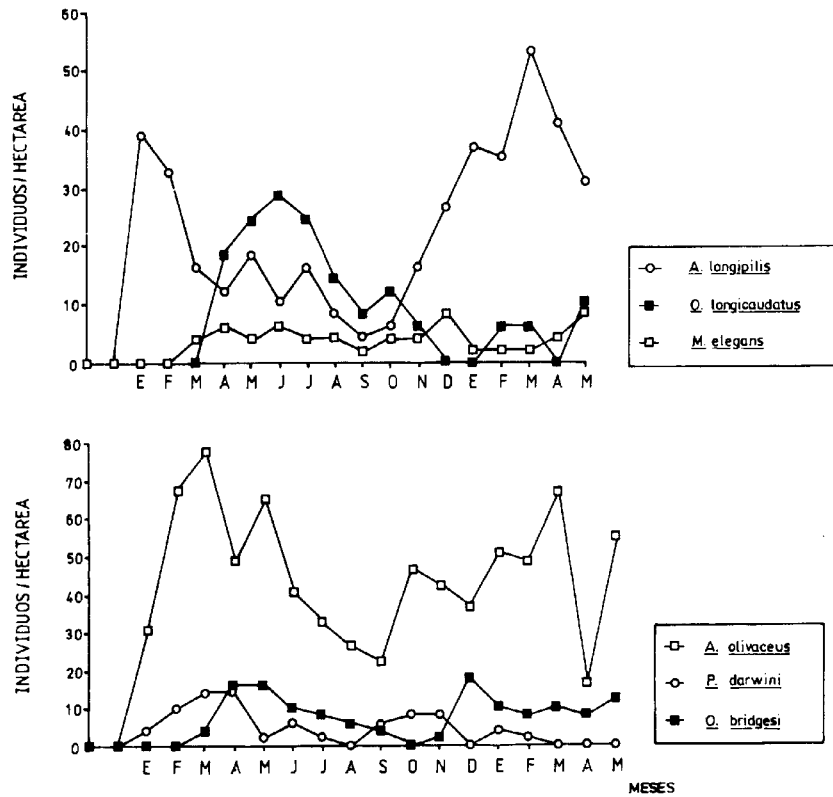 INDIVIDUOS/HECTAREA
60
50
40
30
20
10
0
E F M A M J J A S O N D E F M A M
A. longipilis
O. longicaudatus
M. elegans
INDIVIDUOS/HECTAREA
80
70
60
50
40
30
20
10
0
E F M A M J J A S O N D E F M A M
MESES
A. olivaceus
P. darwini
O. bridgesi